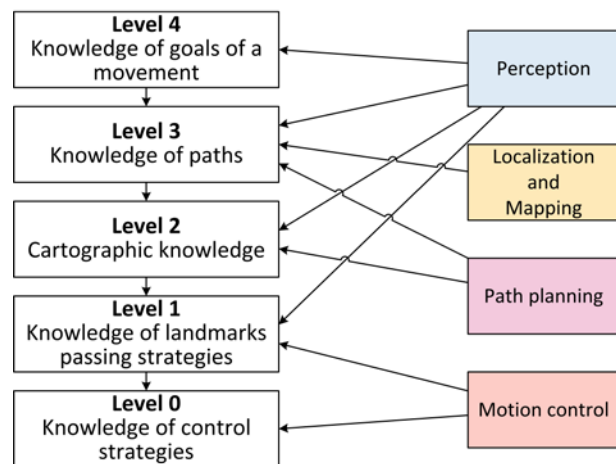 Level 4
Knowledge of goals of a
movement
Level 3
Knowledge of paths
Level 2
Cartographic knowledge
Level 1
Knowledge of landmarks
passing strategies
Level 0
Knowledge of control
strategies
Perception
Localization
and
Mapping
Path planning
Motion control